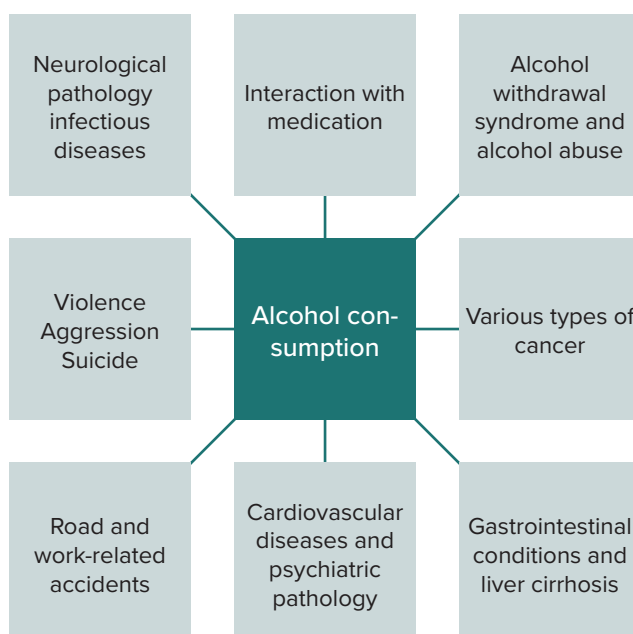 Neurological
pathology
infectious
diseases
Interaction with
medication
Alcohol
withdrawal
syndrome and
alcohol abuse
Violence
Aggression
Suicide
Alcohol con-
sumption
Various types of
cancer
Road and
work-related
accidents
Cardiovascular
diseases and
psychiatric
pathology
Gastrointestinal
conditions and
liver cirrhosis